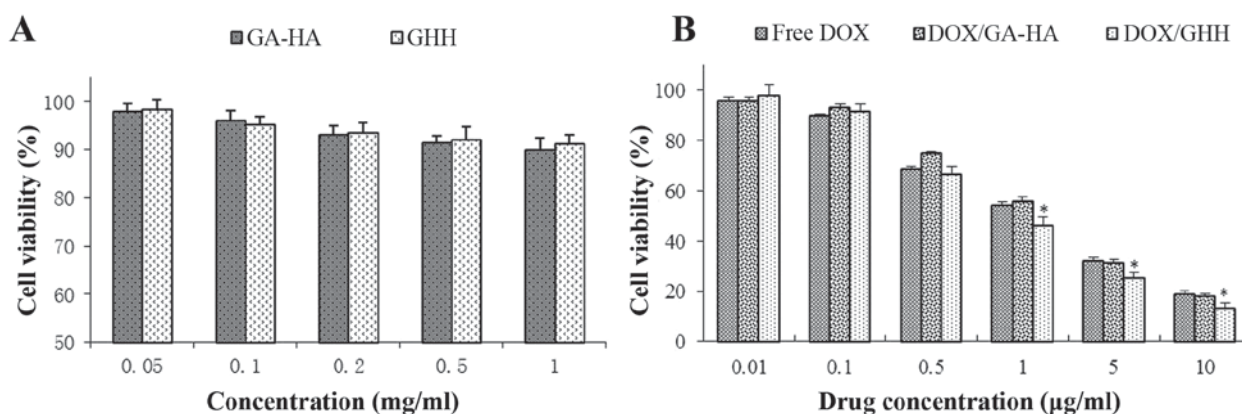 A
GA-HA GHH
100
90
80
70
60
50
Cell viability (%)
0.05 0.1 0.2 0.5 1
Concentration (mg/ml)
B
Free DOX DOX/GA-HA DOX/GHH
100
80
60
40
20
0
Cell viability (%)
* * *
0.01 0.1 0.5 1 5 10
Drug concentration (µg/ml)